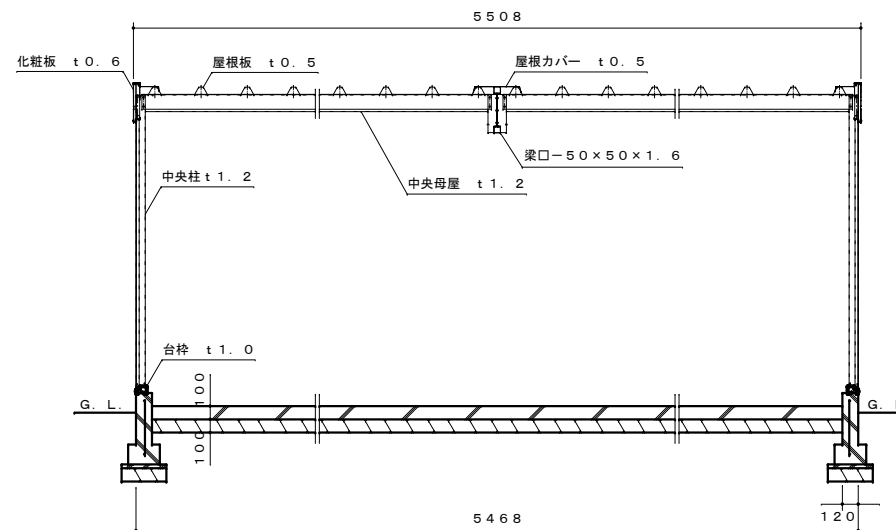 ５５０８
化粧板　ｔ０．６
屋根板　ｔ０．５
屋根カバー　ｔ０．５
梁口－５０×５０×１．６
中央柱ｔ１．２
中央母屋　ｔ１．２
台枠　ｔ１．０
１００
Ｇ．Ｌ．
Ｇ．
１００
１２０
５４６８